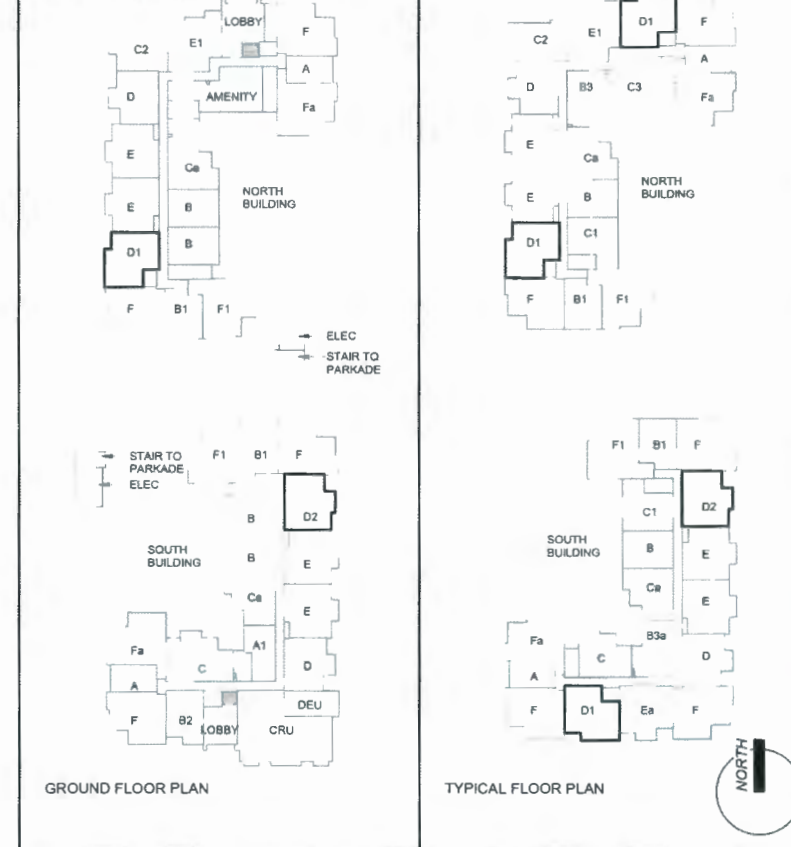 LOBBY
F
C2
E1
A
D
AMENITY
Fa
E
Ca
NORTH
BUILDING
E
B
D1
B
F
B1
F1
ELEC
STAIR TO
PARKADE
STAIR TO
PARKADE
ELEC
F1
B1
F
B
D2
SOUTH
BUILDING
B
E
Ca
E
Fa
A1
C
D
A
DEU
F
B2
LOBBY
CRU
GROUND FLOOR PLAN
D1
F
C2
E1
A
D
B3
C3
Fa
E
Ca
NORTH
BUILDING
E
B
D1
C1
F
B1
F1
F1
B1
F
C1
D2
SOUTH
BUILDING
B
E
Ca
E
Fa
B3a
C
D
A
F
D1
Ea
F
TYPICAL FLOOR PLAN
NORTH